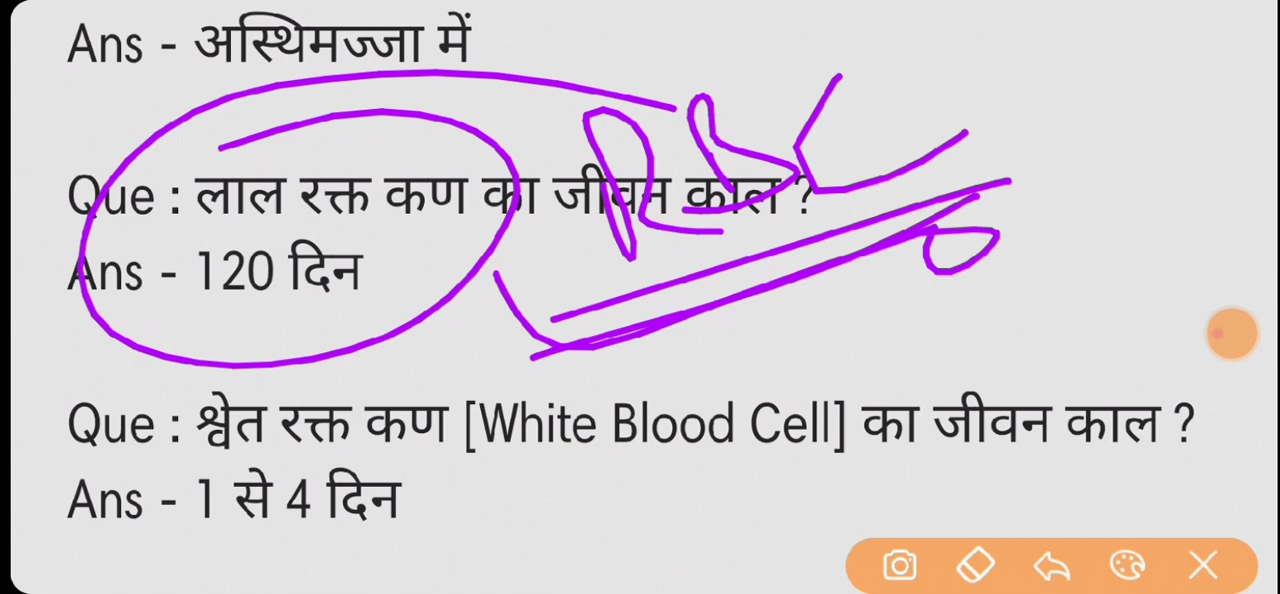 Ans - अस्थिमज्जा में
RBC
Que : लाल रक्त कण का जीवन काल ?
Ans - 120 दिन
Que : श्वेत रक्त कण [White Blood Cell] का जीवन काल ?
Ans - 1 से 4 दिन